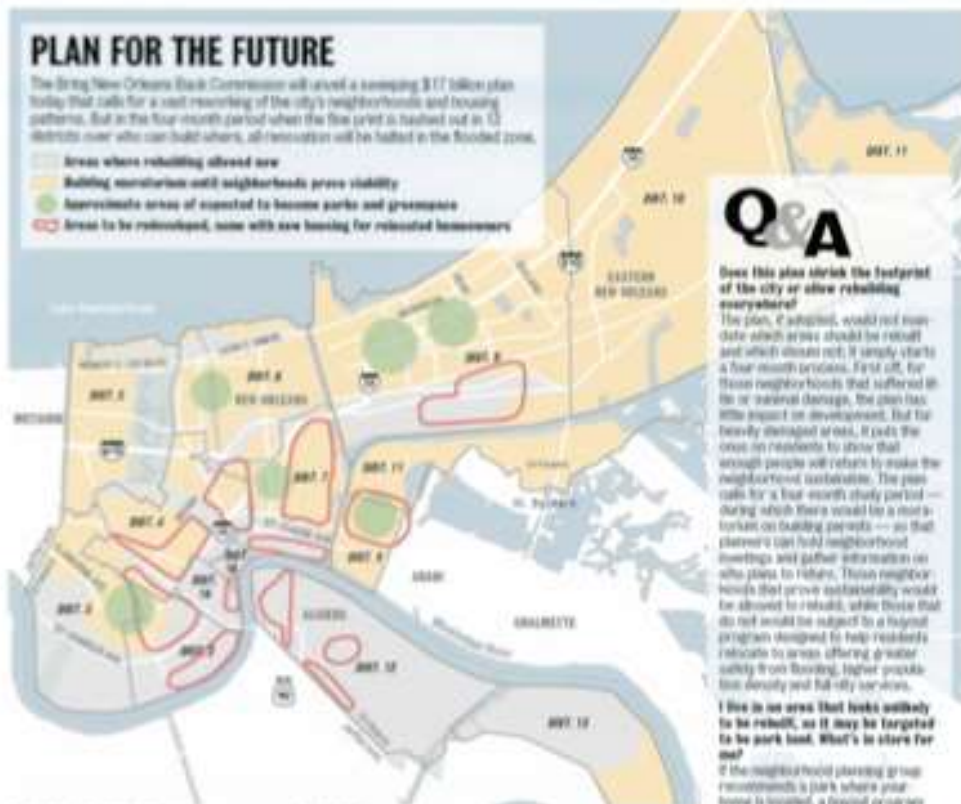 PLAN FOR THE FUTURE
The Bring New Orleans Back Commission will unveil a sweeping $17 billion plan
today that calls for a vast reworking of the city's neighborhoods and housing
patterns. But in the four-month period when the fine print is hashed out in 13
districts over who can build where, all renovation will be halted in the flooded zone.
Areas where rebuilding allowed now
Building moratorium until neighborhoods prove viability
Approximate areas of expected to become parks and greenspace
Areas to be redeveloped, some with new housing for relocated homeowners
DIST. 11
DIST. 10
EASTERN
NEW ORLEANS
DIST. 9
DIST. 6
NEW ORLEANS
DIST. 5
METAIRIE
DIST. 7
DIST. 11
DIST. 4
DIST. 3
ARABI
CHALMETTE
Mississippi River
ALGIERS
DIST. 12
DIST. 13
Q&A
Does this plan shrink the footprint
of the city or allow rebuilding
everywhere?
The plan, if adopted, would not man-
date which areas should be rebuilt
and which should not; it simply starts
a four-month process. First off, for
those neighborhoods that suffered lit-
tle or minimal damage, the plan has
little impact on development. But for
heavily damaged areas, it puts the
onus on residents to show that
enough people will return to make the
neighborhood sustainable. The plan
calls for a four-month study period —
during which there would be a mora-
torium on building permits — so that
planners can hold neighborhood
meetings and gather information on
who plans to return. Those neighbor-
hoods that prove sustainability would
be allowed to rebuild, while those that
do not would be subject to a buyout
program designed to help residents
relocate to areas offering greater
safety from flooding, higher popula-
tion density and full city services.
I live in an area that looks unlikely
to be rebuilt, so it may be targeted
to be park land. What's in store for
me?
If the neighborhood planning group
recommends a park where your
home is located, a buyout program